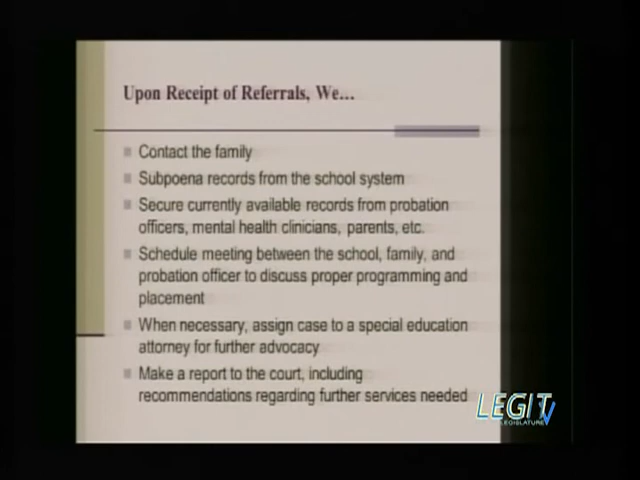 Upon Receipt of Referrals, We...
Contact the family
Subpoena records from the school system
Secure currently available records from probation
officers, mental health clinicians, parents, etc.
Schedule meeting between the school, family, and
probation officer to discuss proper programming and
placement
When necessary, assign case to a special education
attorney for further advocacy
Make a report to the court, including
recommendations regarding further services needed
LEGIT
LEGISLATURE
V